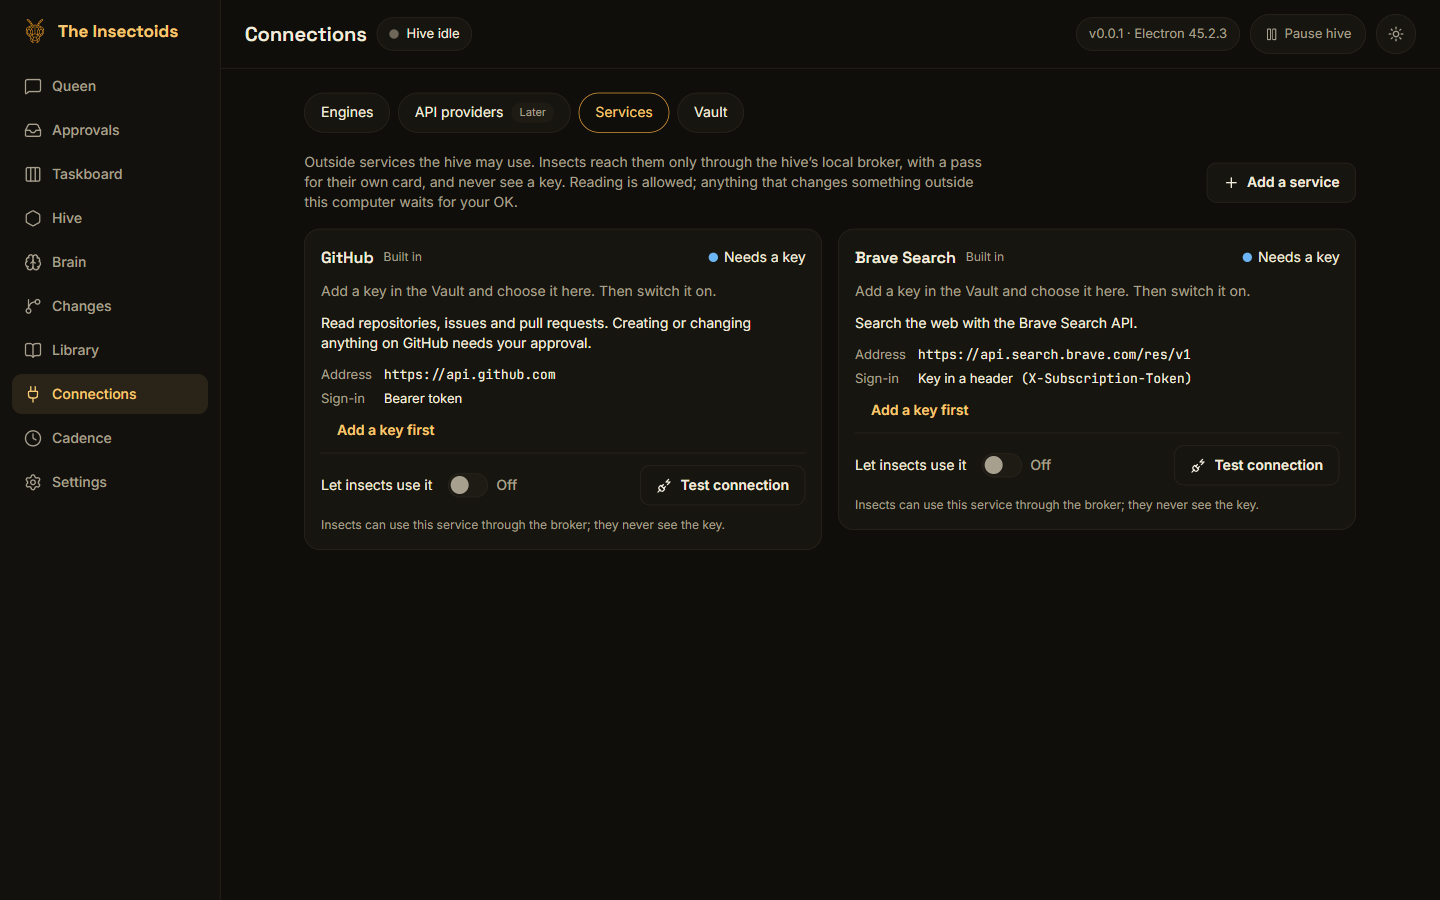 The Insectoids
Queen
Approvals
Taskboard
Hive
Brain
Changes
Library
Connections
Cadence
Settings
Connections
Hive idle
v0.0.1 · Electron 45.2.3
Pause hive
Engines
API providers Later
Services
Vault
Outside services the hive may use. Insects reach them only through the hive’s local broker, with a pass
for their own card, and never see a key. Reading is allowed; anything that changes something outside
this computer waits for your OK.
Add a service
GitHub Built in
Needs a key
Add a key in the Vault and choose it here. Then switch it on.
Read repositories, issues and pull requests. Creating or changing
anything on GitHub needs your approval.
Address https://api.github.com
Sign-in Bearer token
Add a key first
Let insects use it Off
Test connection
Insects can use this service through the broker; they never see the key.
Brave Search Built in
Needs a key
Add a key in the Vault and choose it here. Then switch it on.
Search the web with the Brave Search API.
Address https://api.search.brave.com/res/v1
Sign-in Key in a header (X-Subscription-Token)
Add a key first
Let insects use it Off
Test connection
Insects can use this service through the broker; they never see the key.